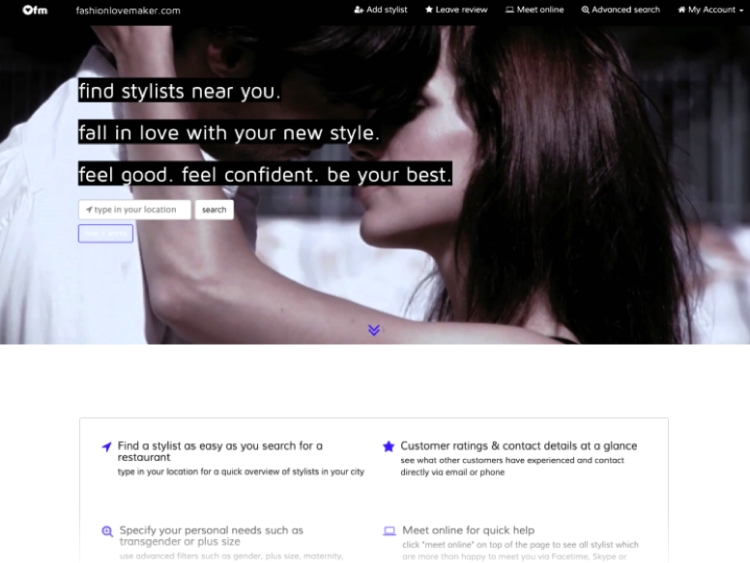 fm fashionlovemaker.com Add stylist Leave review Meet online Advanced search My Account
find stylists near you.
fall in love with your new style.
feel good. feel confident. be your best.
type in your location search
Find a stylist as easy as you search for a
restaurant
type in your location for a quick overview of stylists in your city
Customer ratings & contact details at a glance
see what other customers have experienced and contact
directly via email or phone
Specify your personal needs such as
transgender or plus size
use advanced filters such as gender, plus size, maternity,
Meet online for quick help
click "meet online" on top of the page to see all stylist which
are more than happy to meet you via Facetime, Skype or